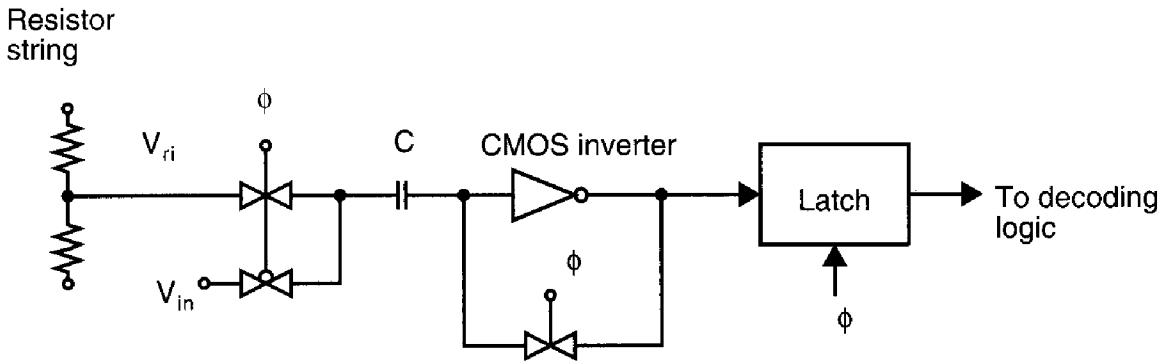 Resistor
string
ϕ
V_ri
C
CMOS inverter
Latch
To decoding
logic
V_in
ϕ
ϕ